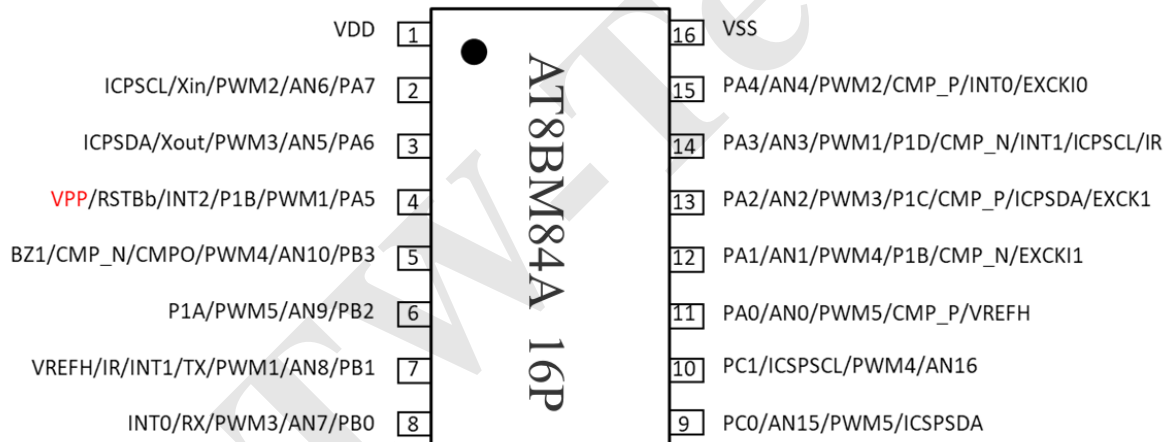 VDD 1
ICPSCL/Xin/PWM2/AN6/PA7 2
ICPSDA/Xout/PWM3/AN5/PA6 3
VPP/RSTBb/INT2/P1B/PWM1/PA5 4
BZ1/CMP_N/CMPO/PWM4/AN10/PB3 5
P1A/PWM5/AN9/PB2 6
VREFH/IR/INT1/TX/PWM1/AN8/PB1 7
INT0/RX/PWM3/AN7/PB0 8
AT8BM84A 16P
16 VSS
15 PA4/AN4/PWM2/CMP_P/INT0/EXCKI0
14 PA3/AN3/PWM1/P1D/CMP_N/INT1/ICPSCL/IR
13 PA2/AN2/PWM3/P1C/CMP_P/ICPSDA/EXCK1
12 PA1/AN1/PWM4/P1B/CMP_N/EXCKI1
11 PA0/AN0/PWM5/CMP_P/VREFH
10 PC1/ICSPSCL/PWM4/AN16
9 PC0/AN15/PWM5/ICSPSDA
TW-Te